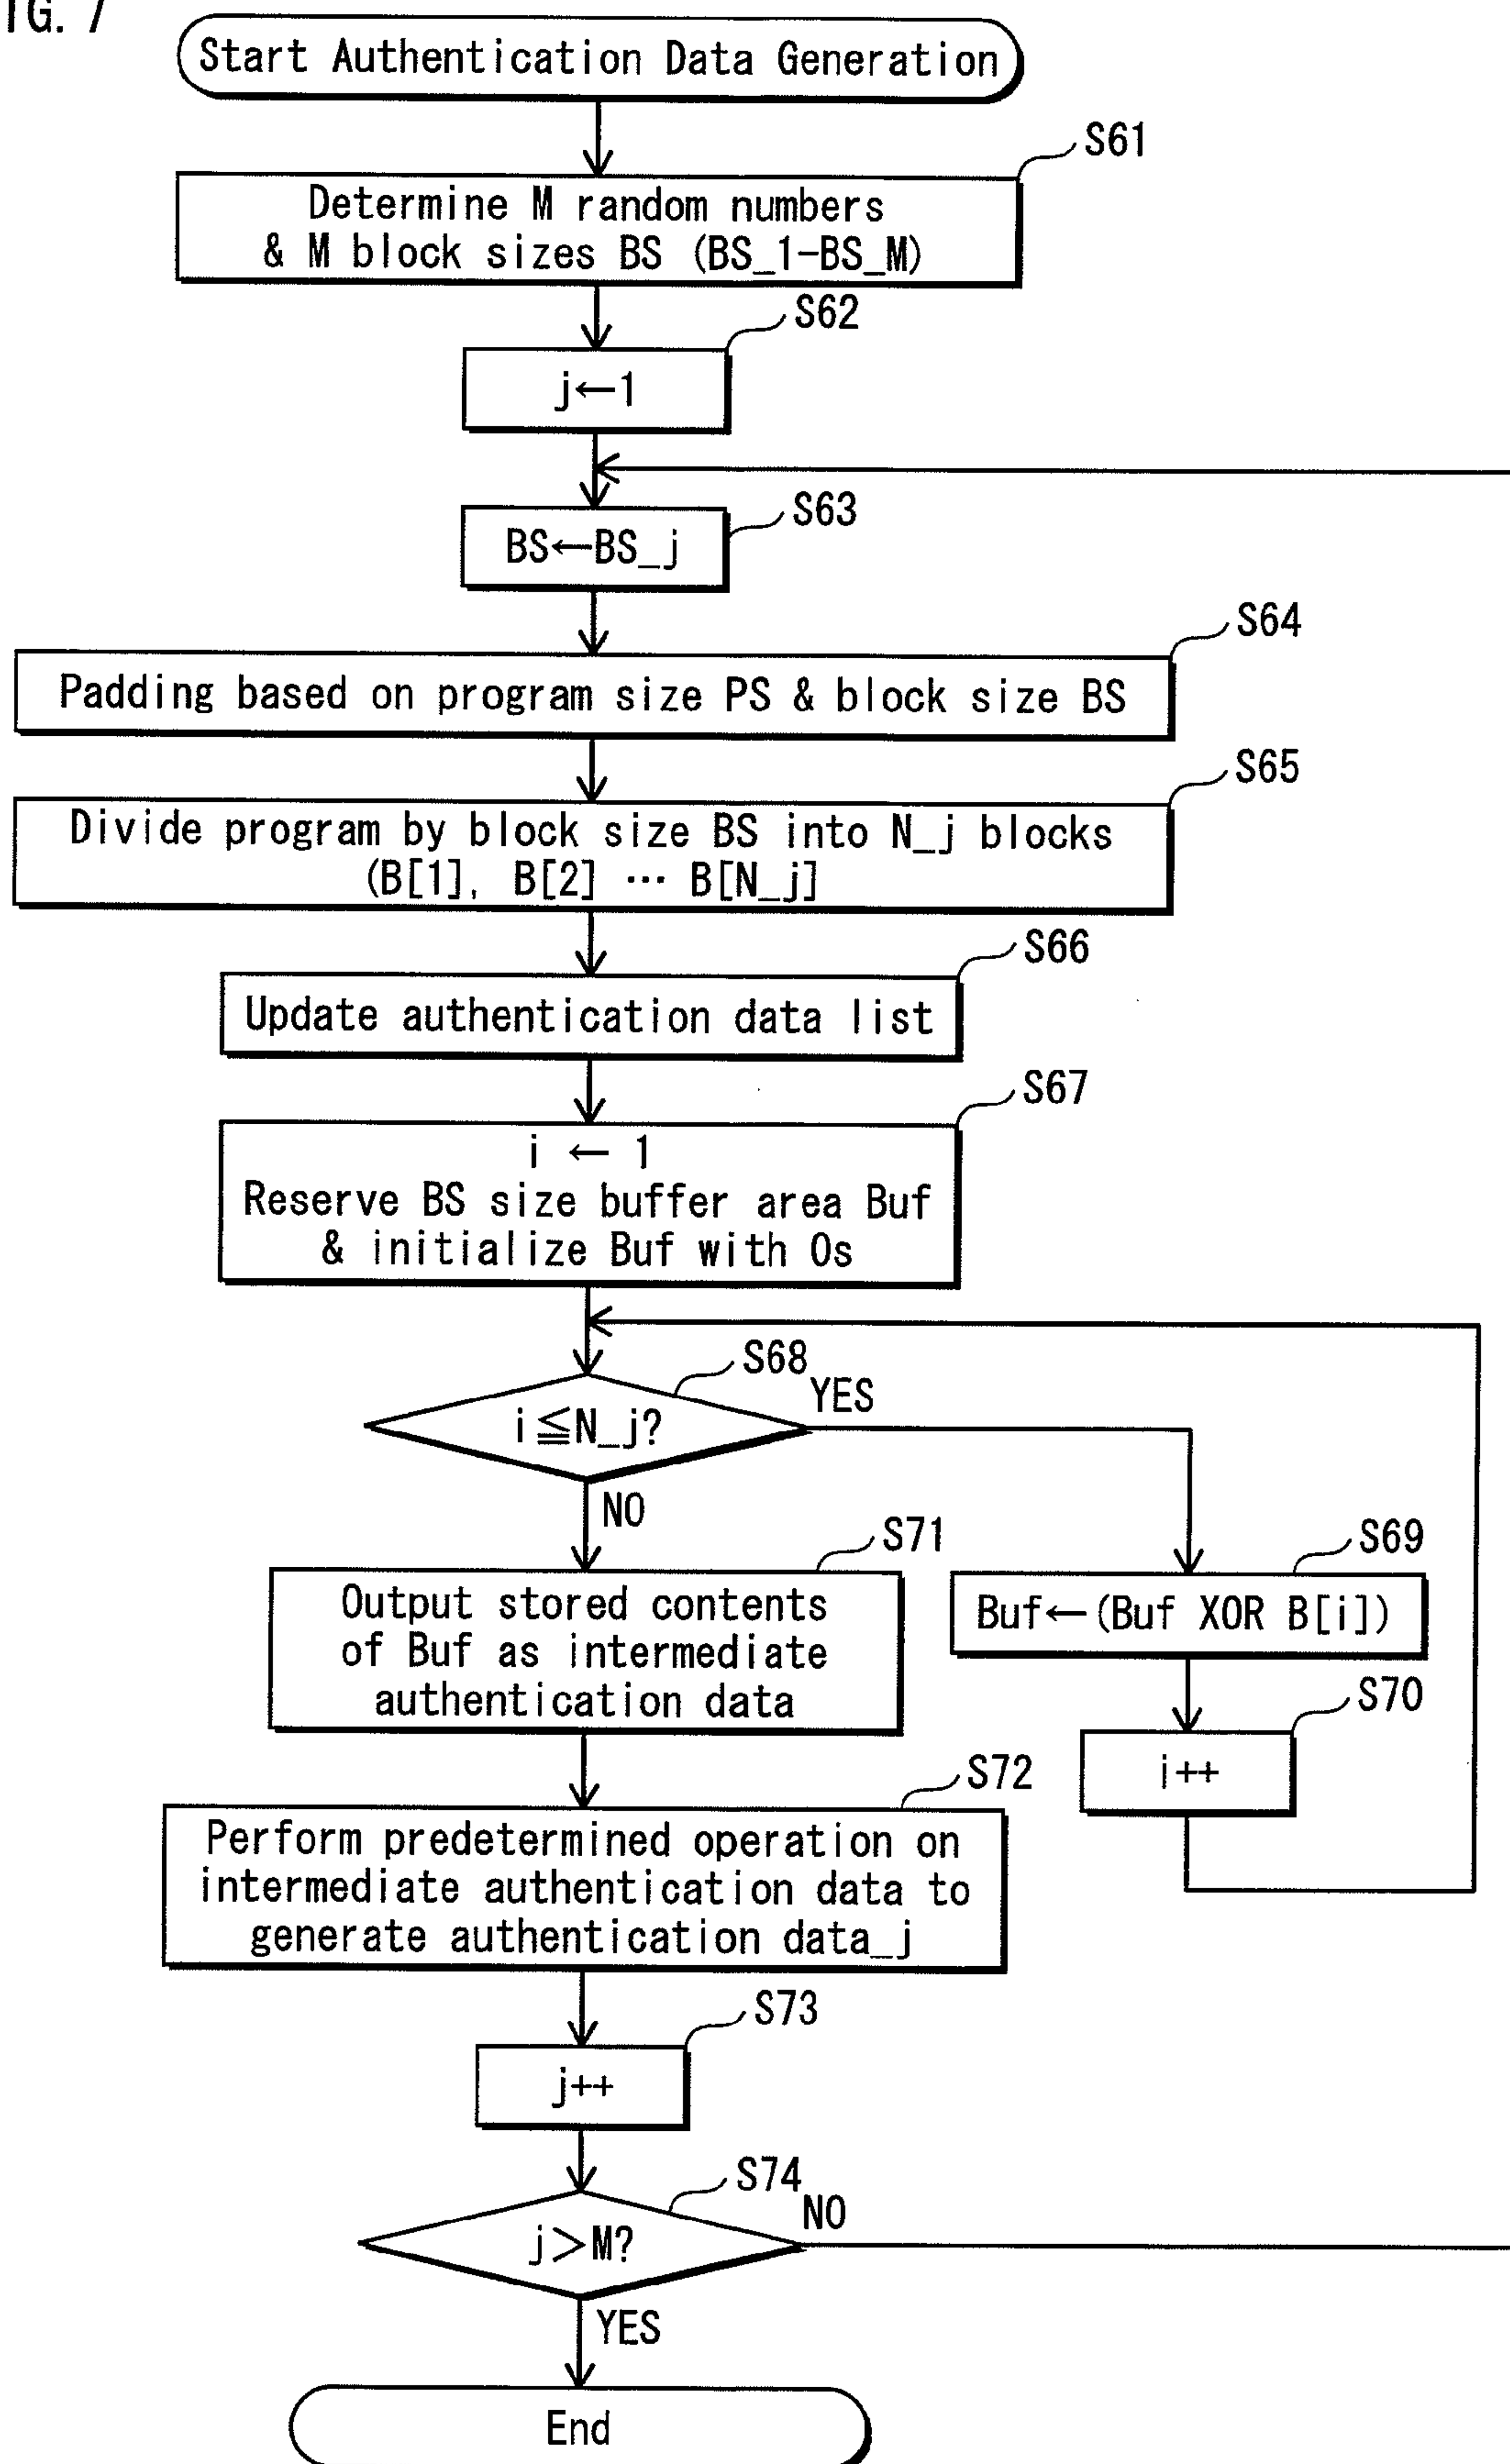 IG. 7
Start Authentication Data Generation
S61
Determine M random numbers
& M block sizes BS (BS_1-BS_M)
S62
j←1
S63
BS←BS_j
S64
Padding based on program size PS & block size BS
S65
Divide program by block size BS into N_j blocks
(B[1], B[2] ··· B[N_j]
S66
Update authentication data list
S67
i ← 1
Reserve BS size buffer area Buf
& initialize Buf with 0s
S68
YES
i≦N_j?
NO
S71
Output stored contents
of Buf as intermediate
authentication data
S69
Buf←(Buf XOR B[i])
S70
i++
S72
Perform predetermined operation on
intermediate authentication data to
generate authentication data_j
S73
j++
S74
NO
j>M?
YES
End